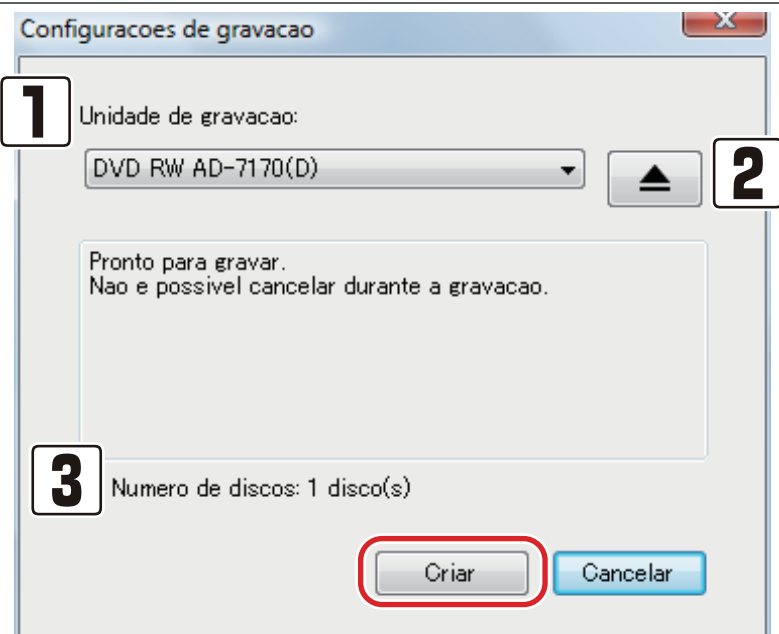 Configuracoes de gravacao
1
Unidade de gravacao:
DVD RW AD-7170(D)
2
Pronto para gravar.
Nao e possivel cancelar durante a gravacao.
3
Numero de discos: 1 disco(s)
Criar
Cancelar